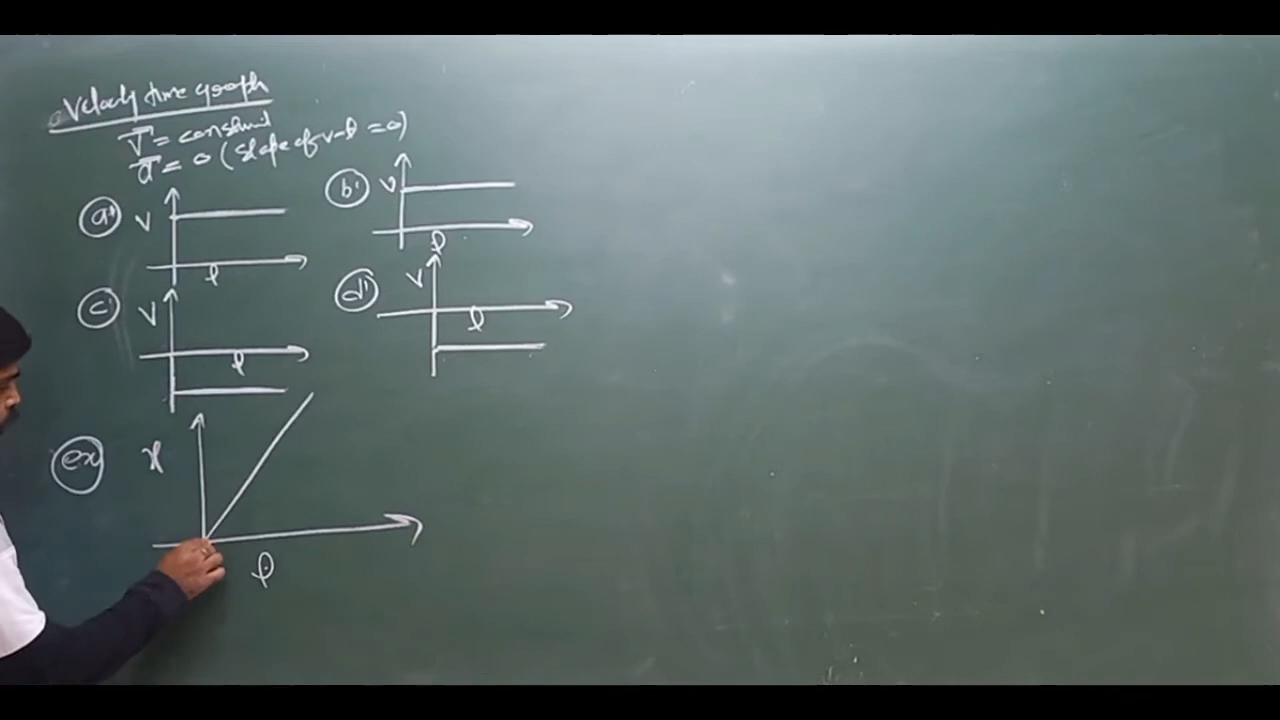 Velocity time graph
V = constant
a = 0 (slope of v-t = 0)
a'
V
t
b'
V
t
c'
V
t
d'
V
t
ex
x
t